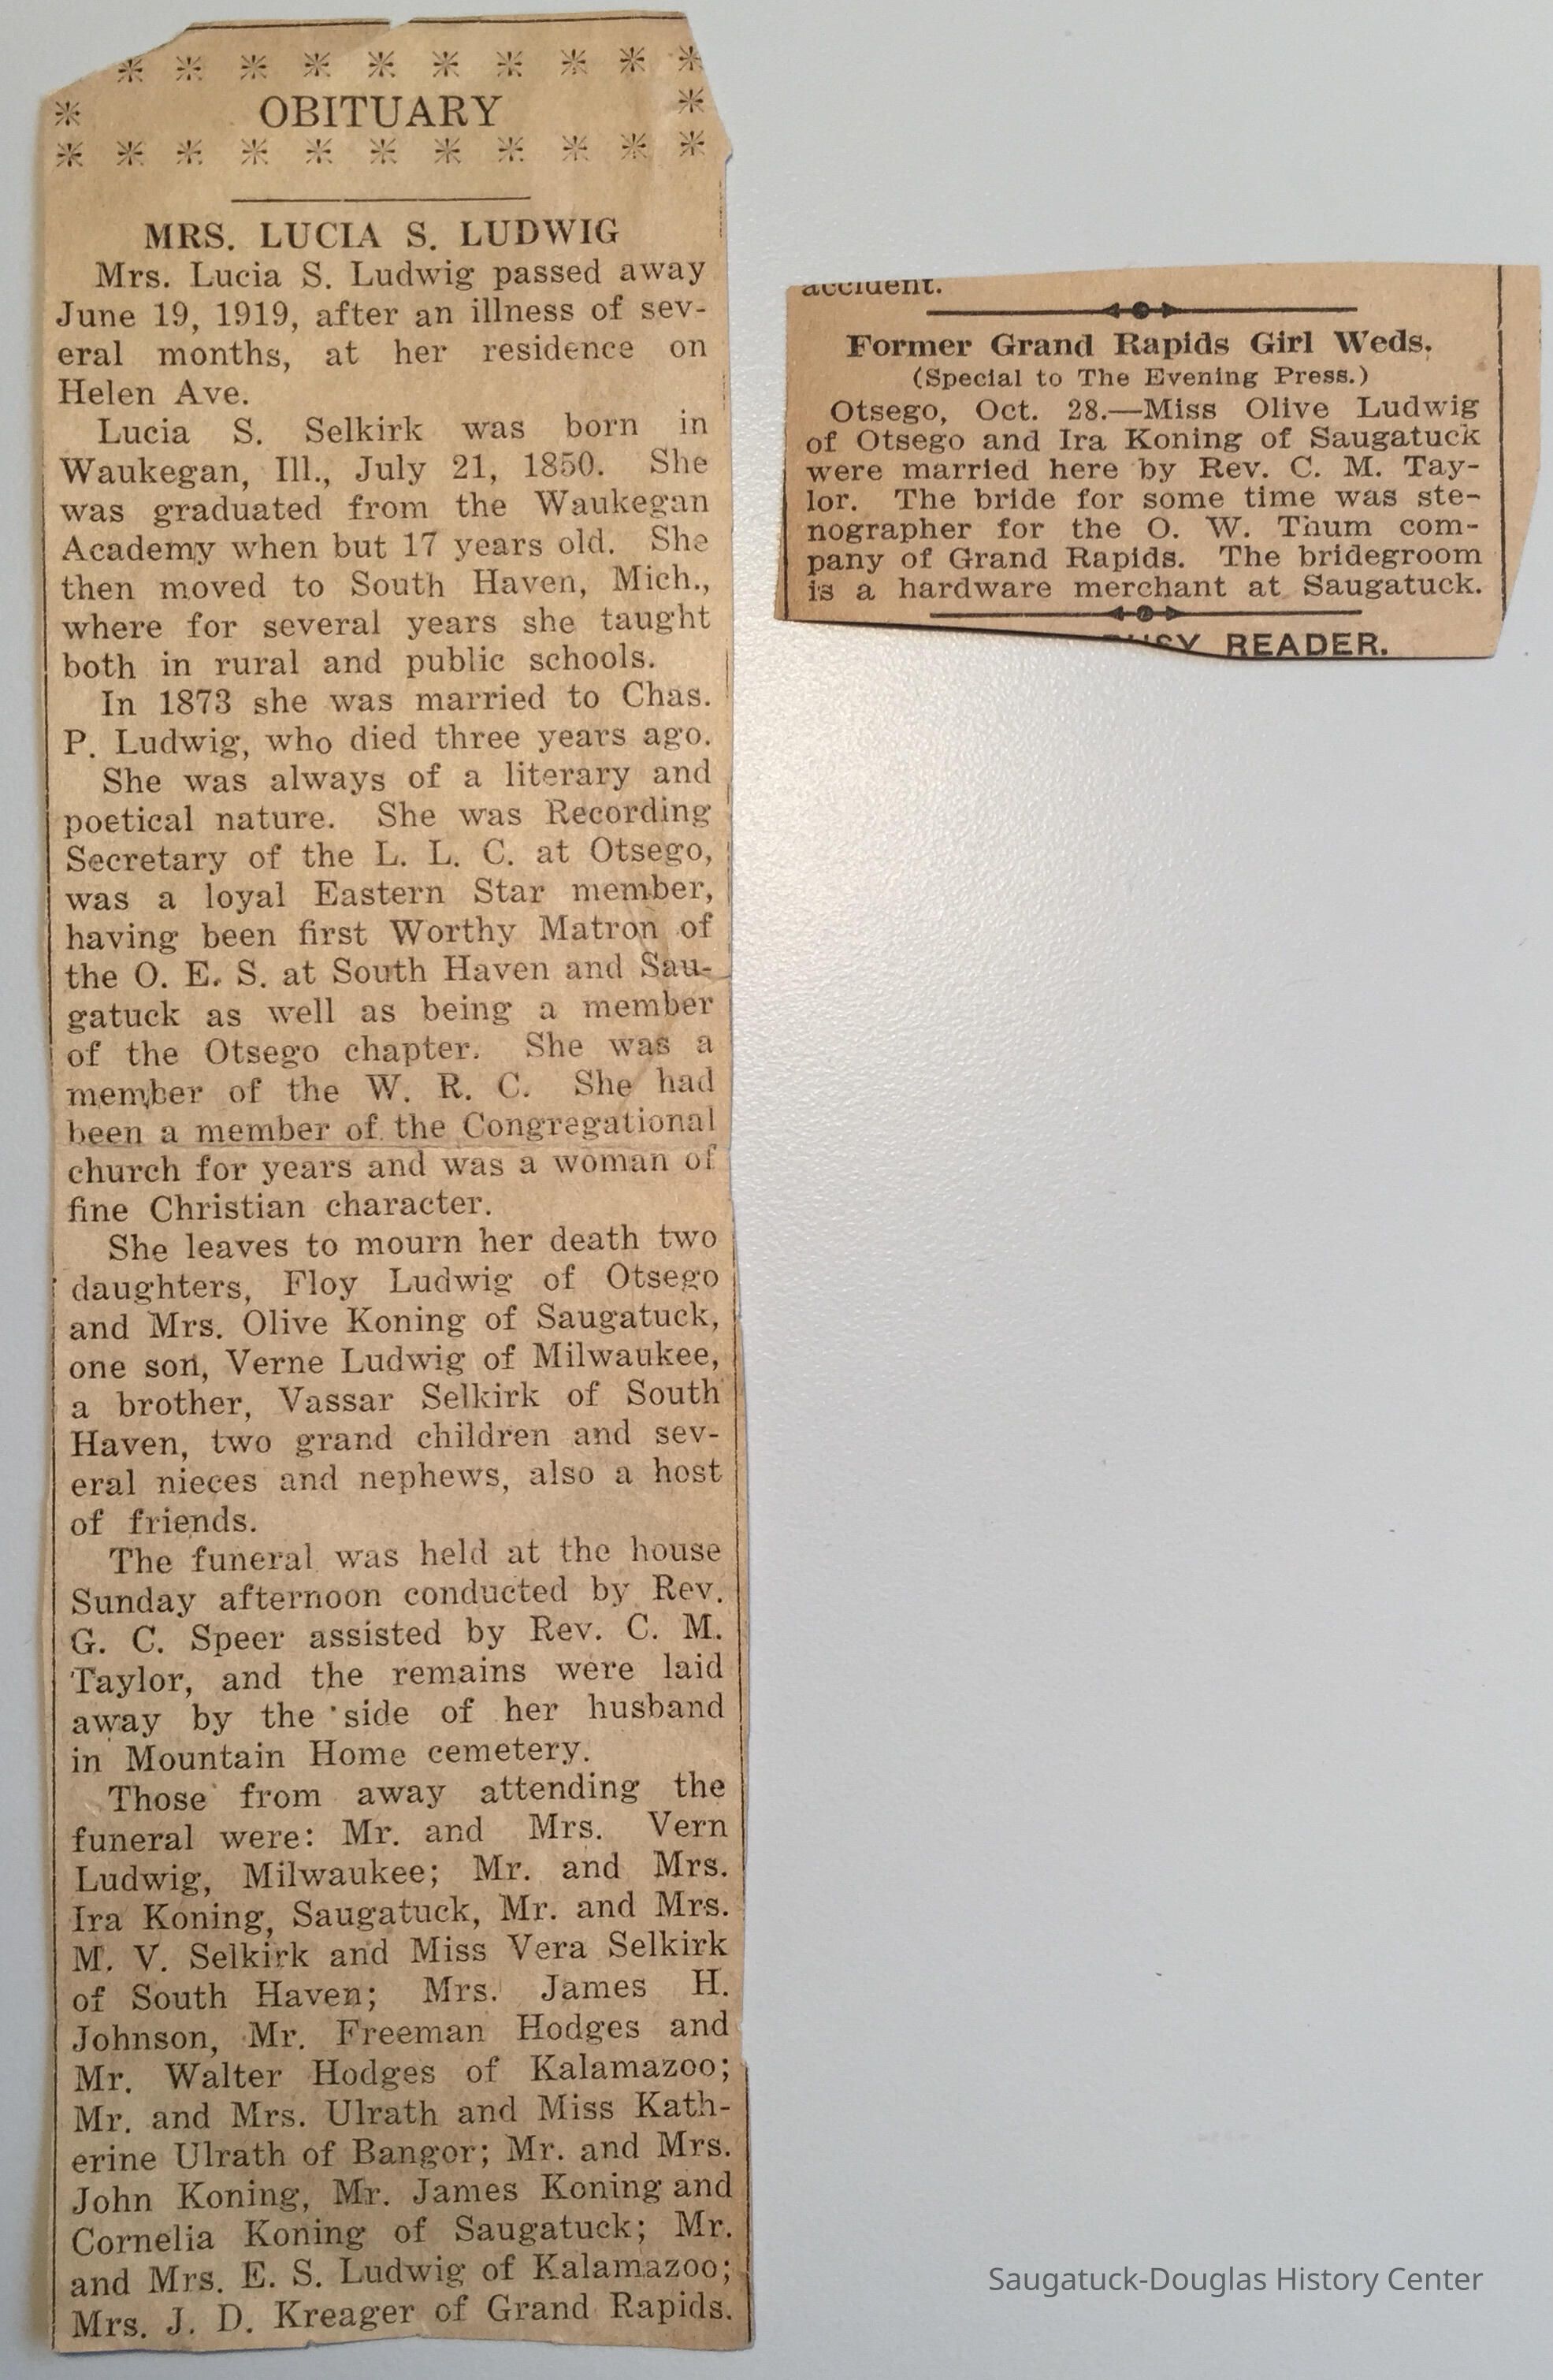 OBITUARY
MRS. LUCIA S. LUDWIG
Mrs. Lucia S. Ludwig passed away
June 19, 1919, after an illness of sev-
eral months, at her residence on
Helen Ave.
Lucia S. Selkirk was born in
Waukegan, Ill., July 21, 1850. She
was graduated from the Waukegan
Academy when but 17 years old. She
then moved to South Haven, Mich.,
where for several years she taught
both in rural and public schools.
In 1873 she was married to Chas.
P. Ludwig, who died three years ago.
She was always of a literary and
poetical nature. She was Recording
Secretary of the L. L. C. at Otsego,
was a loyal Eastern Star member,
having been first Worthy Matron of
the O. E. S. at South Haven and Sau-
gatuck as well as being a member
of the Otsego chapter. She was a
member of the W. R. C. She had
been a member of the Congregational
church for years and was a woman of
fine Christian character.
She leaves to mourn her death two
daughters, Floy Ludwig of Otsego
and Mrs. Olive Koning of Saugatuck,
one son, Verne Ludwig of Milwaukee,
a brother, Vassar Selkirk of South
Haven, two grand children and sev-
eral nieces and nephews, also a host
of friends.
The funeral was held at the house
Sunday afternoon conducted by Rev.
G. C. Speer assisted by Rev. C. M.
Taylor, and the remains were laid
away by the side of her husband
in Mountain Home cemetery.
Those from away attending the
funeral were: Mr. and Mrs. Vern
Ludwig, Milwaukee; Mr. and Mrs.
Ira Koning, Saugatuck, Mr. and Mrs.
M. V. Selkirk and Miss Vera Selkirk
of South Haven; Mrs. James H.
Johnson, Mr. Freeman Hodges and
Mr. Walter Hodges of Kalamazoo;
Mr. and Mrs. Ulrath and Miss Kath-
erine Ulrath of Bangor; Mr. and Mrs.
John Koning, Mr. James Koning and
Cornelia Koning of Saugatuck; Mr.
and Mrs. E. S. Ludwig of Kalamazoo;
Mrs. J. D. Kreager of Grand Rapids.
accident.
Former Grand Rapids Girl Weds.
(Special to The Evening Press.)
Otsego, Oct. 28.—Miss Olive Ludwig
of Otsego and Ira Koning of Saugatuck
were married here by Rev. C. M. Tay-
lor. The bride for some time was ste-
nographer for the O. W. Thum com-
pany of Grand Rapids. The bridegroom
is a hardware merchant at Saugatuck.
READER.
Saugatuck-Douglas History Center